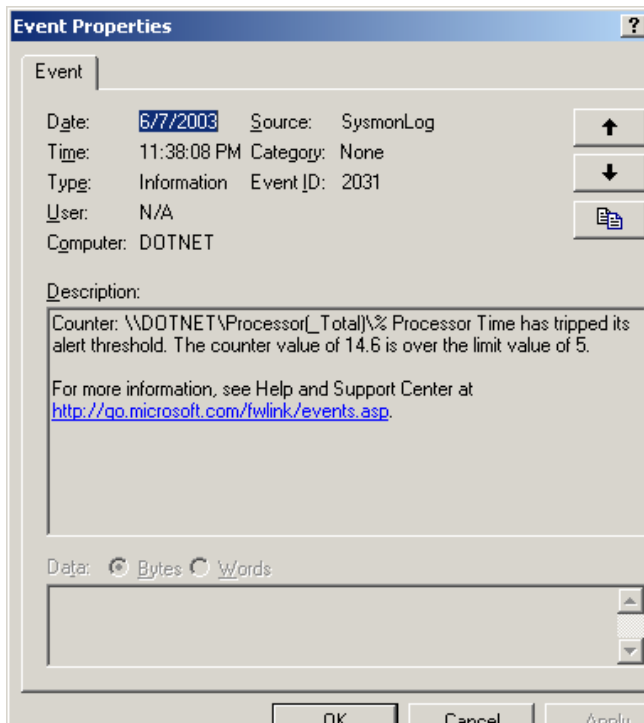 Event Properties
?
Event
Date: 6/7/2003 Source: SysmonLog
Time: 11:38:08 PM Category: None
Type: Information Event ID: 2031
User: N/A
Computer: DOTNET
Description:
Counter: \\DOTNET\Processor(_Total)\% Processor Time has tripped its
alert threshold. The counter value of 14.6 is over the limit value of 5.
For more information, see Help and Support Center at
http://go.microsoft.com/fwlink/events.asp.
Data: Bytes Words
OK Cancel Apply